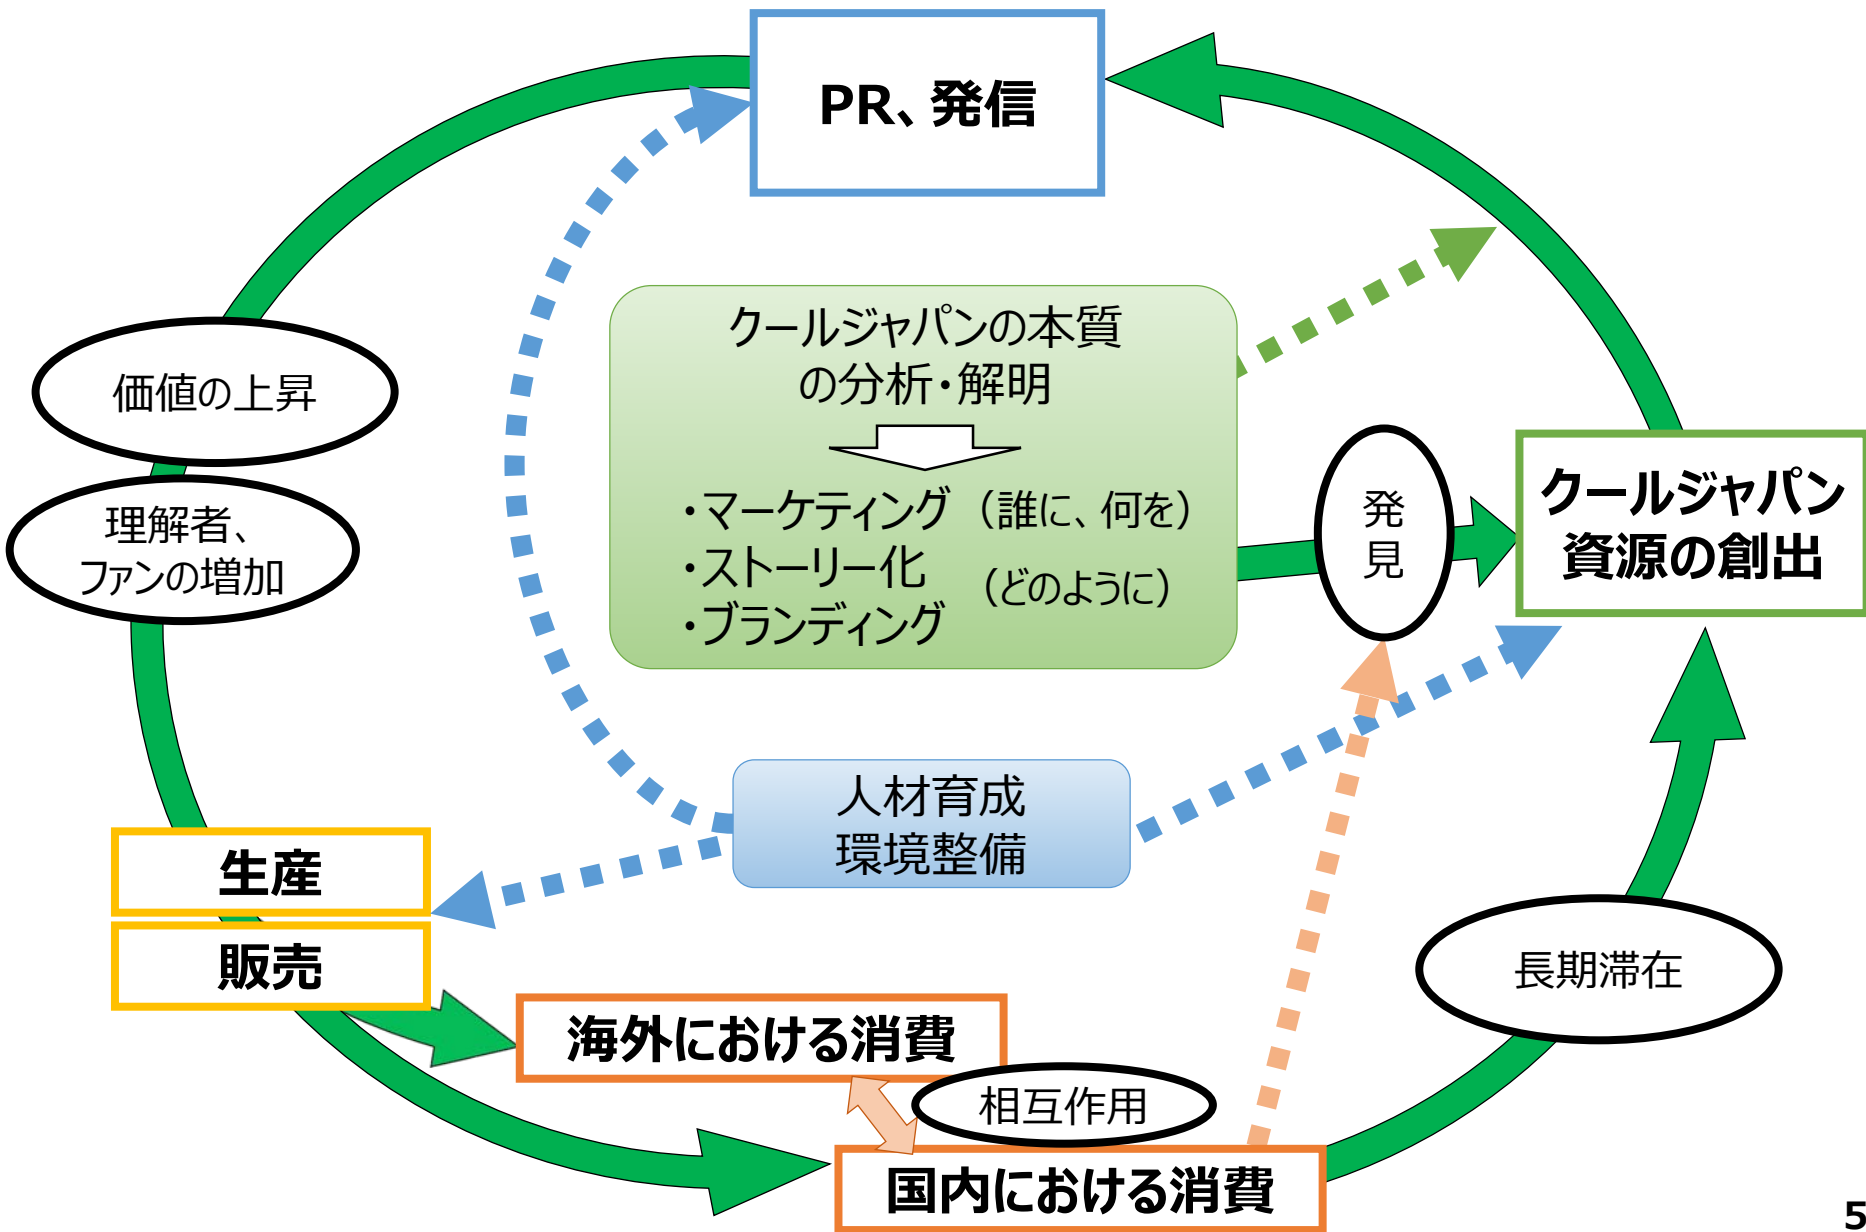 PR、発信
クールジャパンの本質
の分析・解明
・マーケティング（誰に、何を）
・ストーリー化
（どのように）
・ブランディング
価値の上昇
理解者、
ファンの増加
発
見
クールジャパン
資源の創出
人材育成
環境整備
生産
販売
海外における消費
相互作用
国内における消費
長期滞在
5